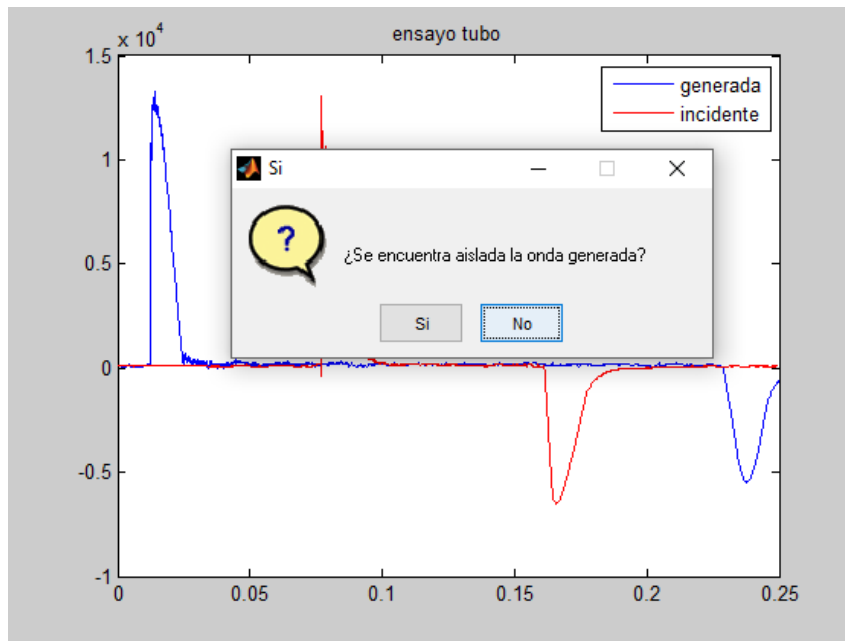 ensayo tubo
x 10^4
1.5
1
0.5
0
-0.5
-1
0
0.05
0.1
0.15
0.2
0.25
generada
incidente
Si
?
¿Se encuentra aislada la onda generada?
Si
No